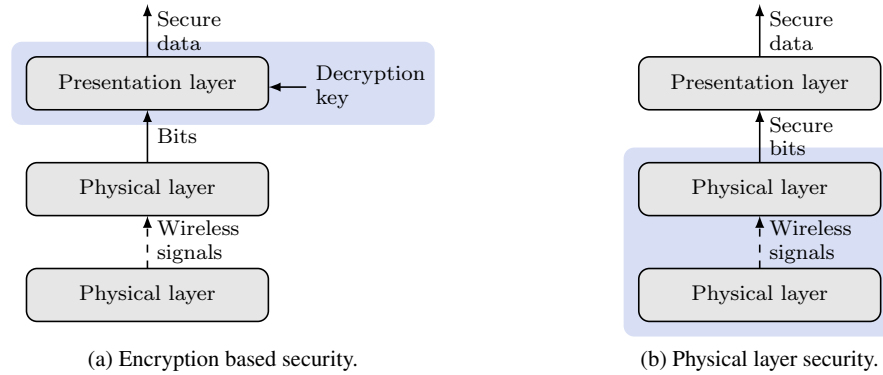 Secure
data
Presentation layer
Decryption
key
Bits
Physical layer
Wireless
signals
Physical layer
(a) Encryption based security.
Secure
data
Presentation layer
Secure
bits
Physical layer
Wireless
signals
Physical layer
(b) Physical layer security.